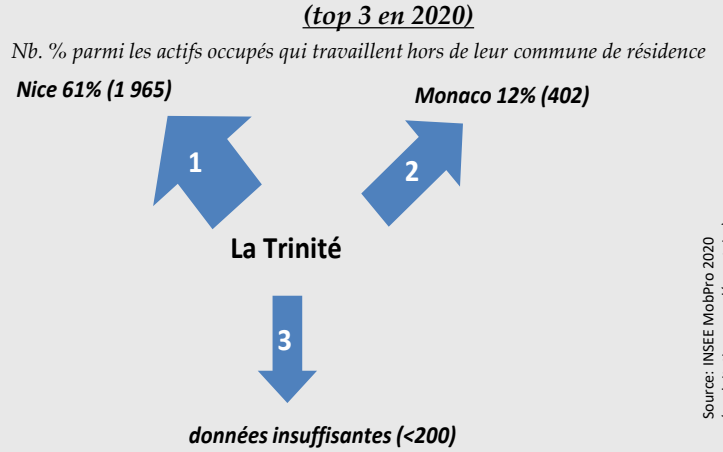 (top 3 en 2020)
Nb. % parmi les actifs occupés qui travaillent hors de leur commune de résidence
Nice 61% (1 965)
Monaco 12% (402)
1
2
La Trinité
3
données insuffisantes (<200)
Source: INSEE MobPro 2020